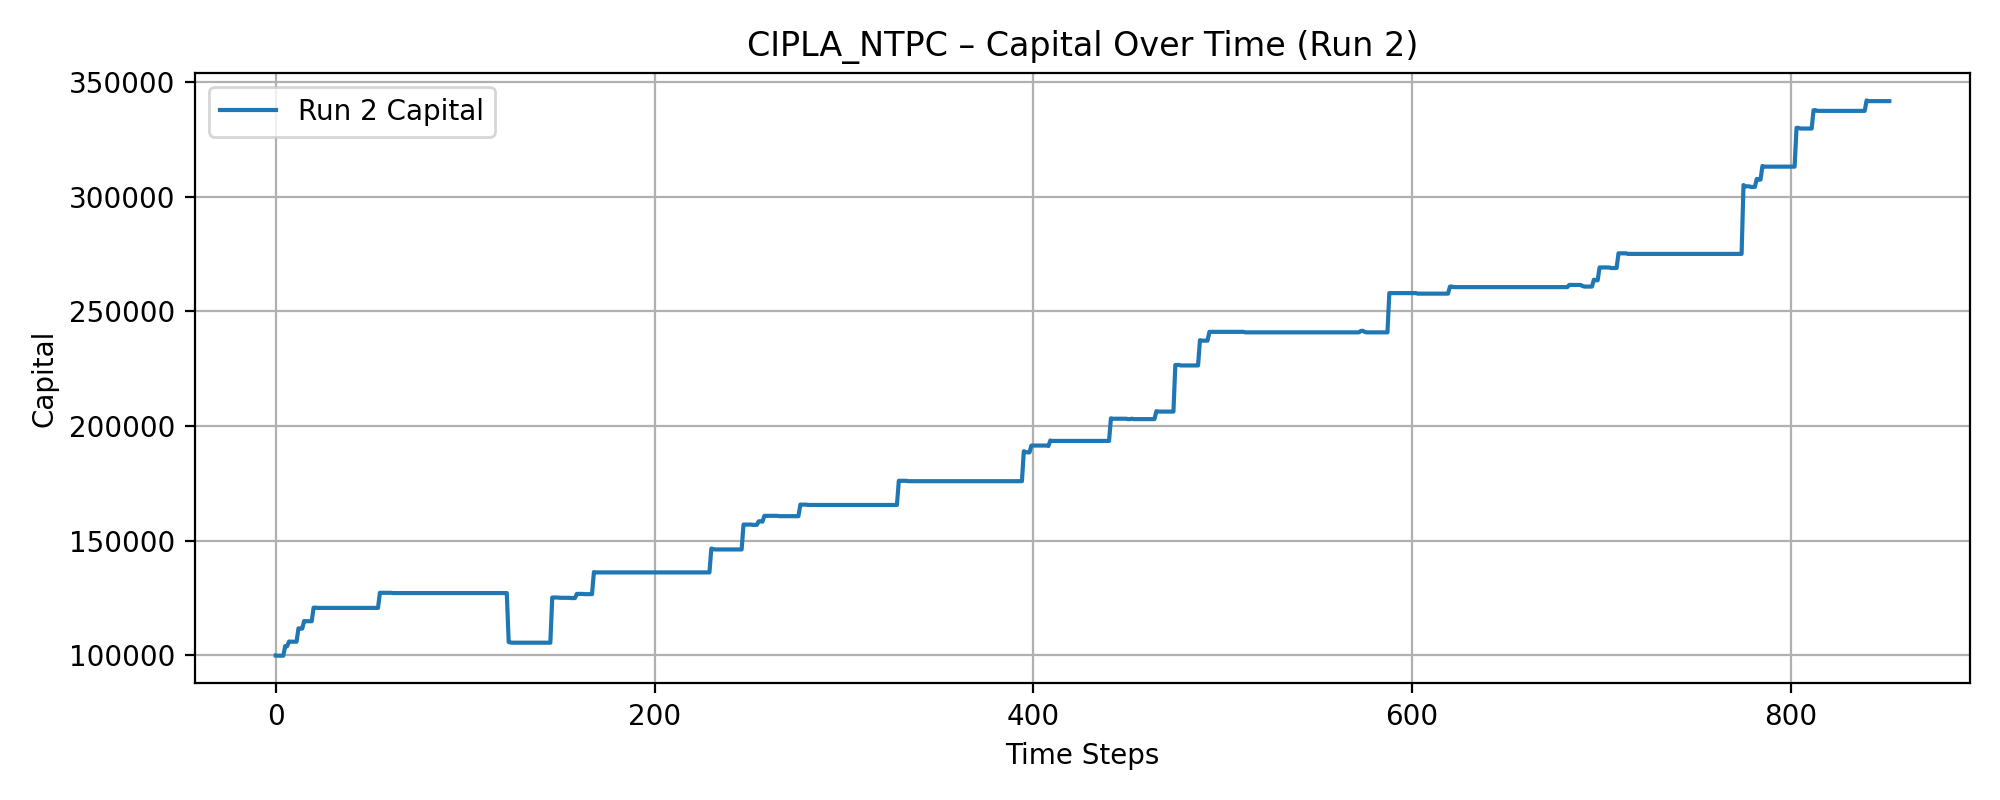 CIPLA_NTPC – Capital Over Time (Run 2)
Run 2 Capital
350000
300000
250000
200000
150000
100000
Capital
0 200 400 600 800
Time Steps